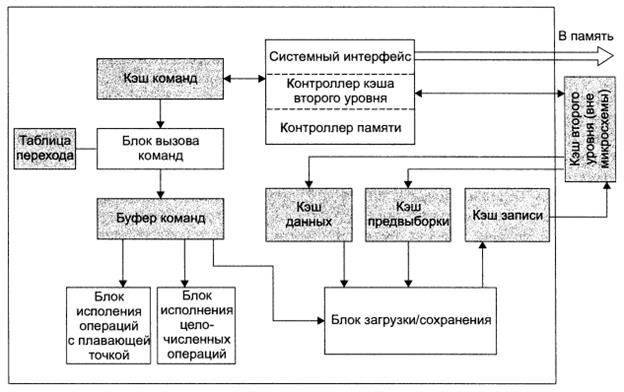 В память
Системный интерфейс
Кэш команд
Контроллер кэша
второго уровня
Контроллер памяти
Кэш второго
уровня (вне
микросхемы)
Таблица
перехода
Блок вызова
команд
Буфер команд
Кэш
данных
Кэш
предвыборки
Кэш записи
Блок
исполения
операций
с плавающей
точкой
Блок
исполнения
цело-
численных
операций
Блок загрузки/сохранения